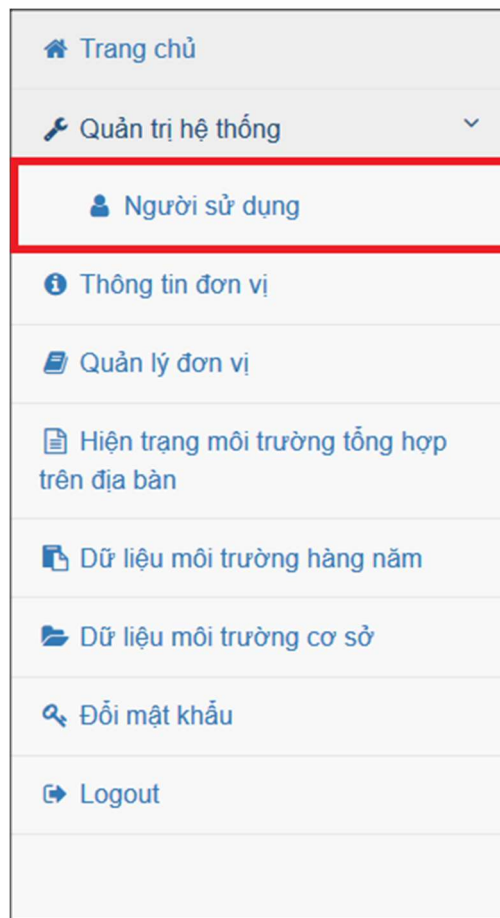 Trang chủ
Quản trị hệ thống
Người sử dụng
Thông tin đơn vị
Quản lý đơn vị
Hiện trạng môi trường tổng hợp
trên địa bàn
Dữ liệu môi trường hàng năm
Dữ liệu môi trường cơ sở
Đổi mật khẩu
Logout